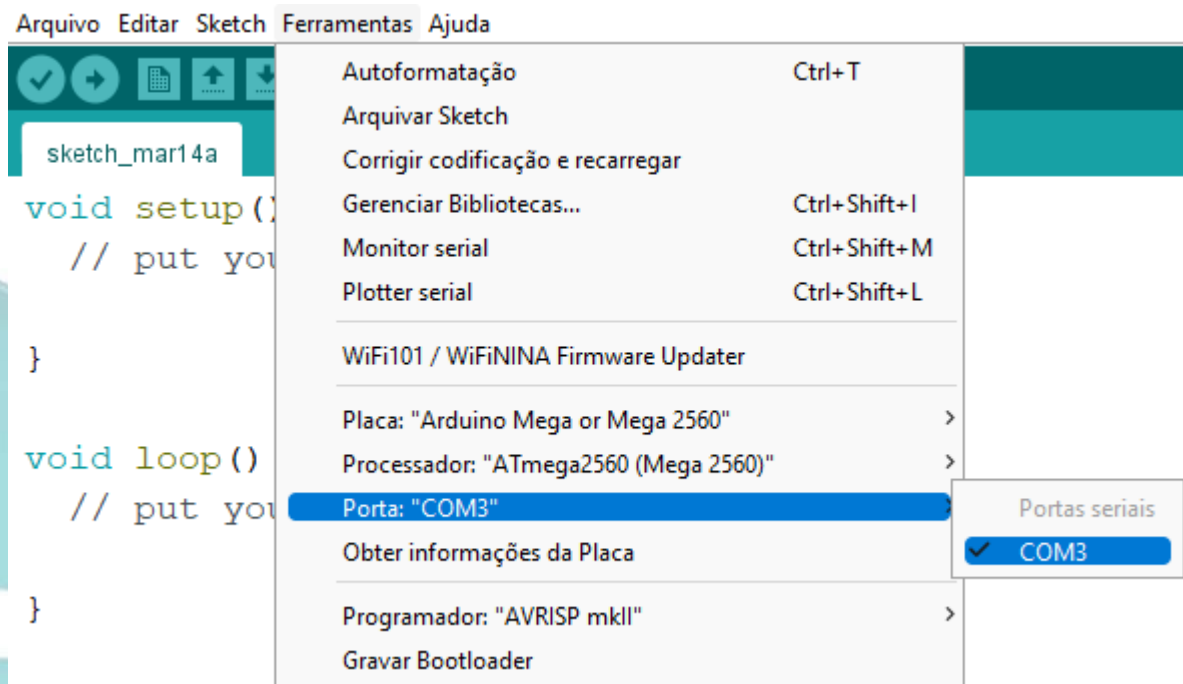 Arquivo Editar Sketch Ferramentas Ajuda
sketch_mar14a
void setup()
// put you
}
void loop()
// put you
}
Autoformatação Ctrl+T
Arquivar Sketch
Corrigir codificação e recarregar
Gerenciar Bibliotecas... Ctrl+Shift+I
Monitor serial Ctrl+Shift+M
Plotter serial Ctrl+Shift+L
WiFi101 / WiFiNINA Firmware Updater
Placa: "Arduino Mega or Mega 2560"
Processador: "ATmega2560 (Mega 2560)"
Porta: "COM3"
Obter informações da Placa
Programador: "AVRISP mkII"
Gravar Bootloader
Portas seriais
COM3